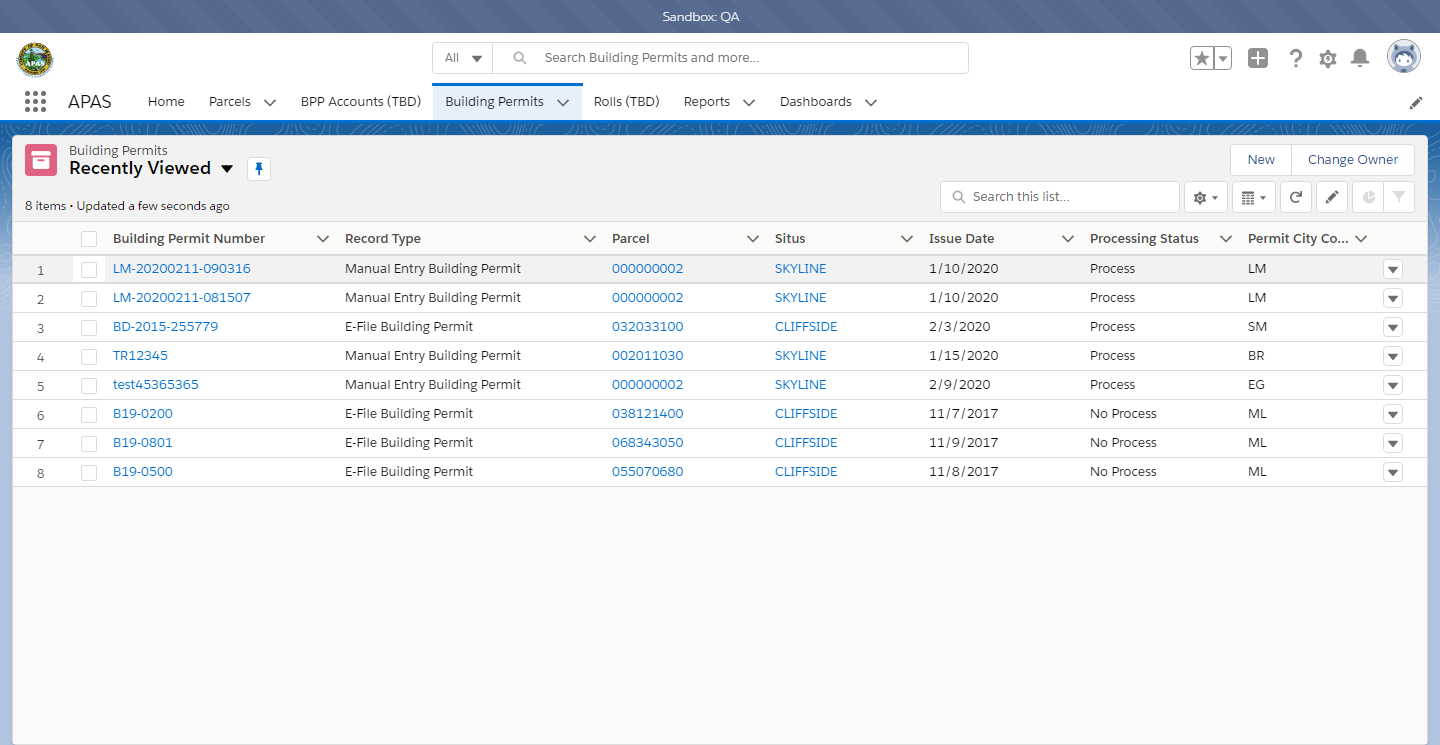 Sandbox: QA
APAS
All
Search Building Permits and more...
APAS Home Parcels BPP Accounts (TBD) Building Permits Rolls (TBD) Reports Dashboards
Building Permits
Recently Viewed
New Change Owner
8 items • Updated a few seconds ago
Search this list...
Building Permit Number Record Type Parcel Situs Issue Date Processing Status Permit City Co...
1 LM-20200211-090316 Manual Entry Building Permit 000000002 SKYLINE 1/10/2020 Process LM
2 LM-20200211-081507 Manual Entry Building Permit 000000002 SKYLINE 1/10/2020 Process LM
3 BD-2015-255779 E-File Building Permit 032033100 CLIFFSIDE 2/3/2020 Process SM
4 TR12345 Manual Entry Building Permit 002011030 SKYLINE 1/15/2020 Process BR
5 test45365365 Manual Entry Building Permit 000000002 SKYLINE 2/9/2020 Process EG
6 B19-0200 E-File Building Permit 038121400 CLIFFSIDE 11/7/2017 No Process ML
7 B19-0801 E-File Building Permit 068343050 CLIFFSIDE 11/9/2017 No Process ML
8 B19-0500 E-File Building Permit 055070680 CLIFFSIDE 11/8/2017 No Process ML